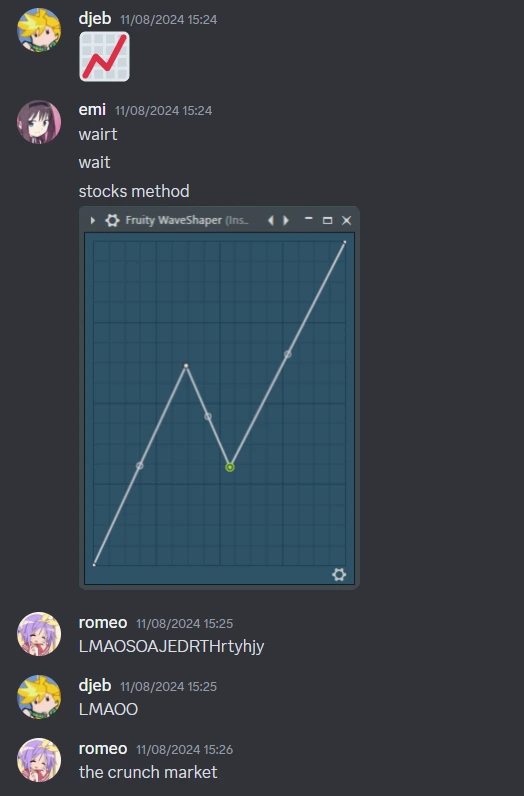 djeb 11/08/2024 15:24
emi 11/08/2024 15:24
wairt
wait
stocks method
Fruity WaveShaper (Ins..
romeo 11/08/2024 15:25
LMAOSOAJEDRTHrtyhjy
djeb 11/08/2024 15:25
LMAOO
romeo 11/08/2024 15:26
the crunch market